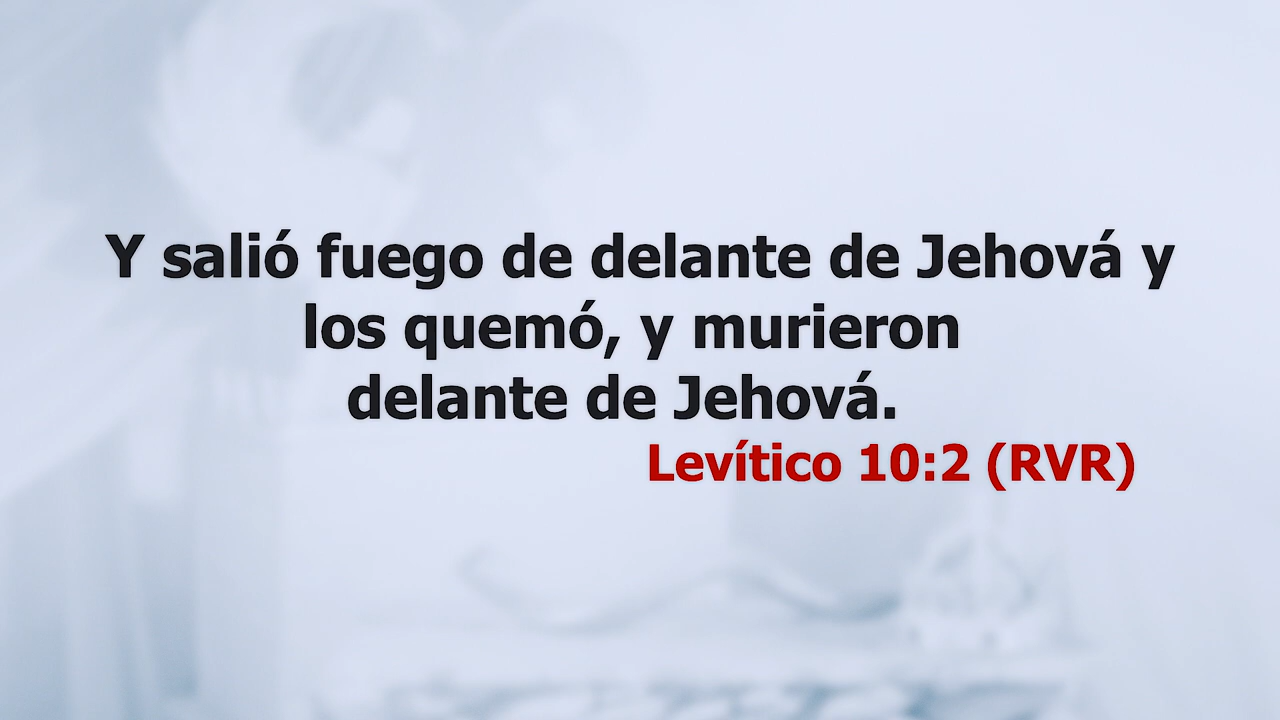 Y salió fuego de delante de Jehová y
los quemó, y murieron
delante de Jehová.
Levítico 10:2 (RVR)